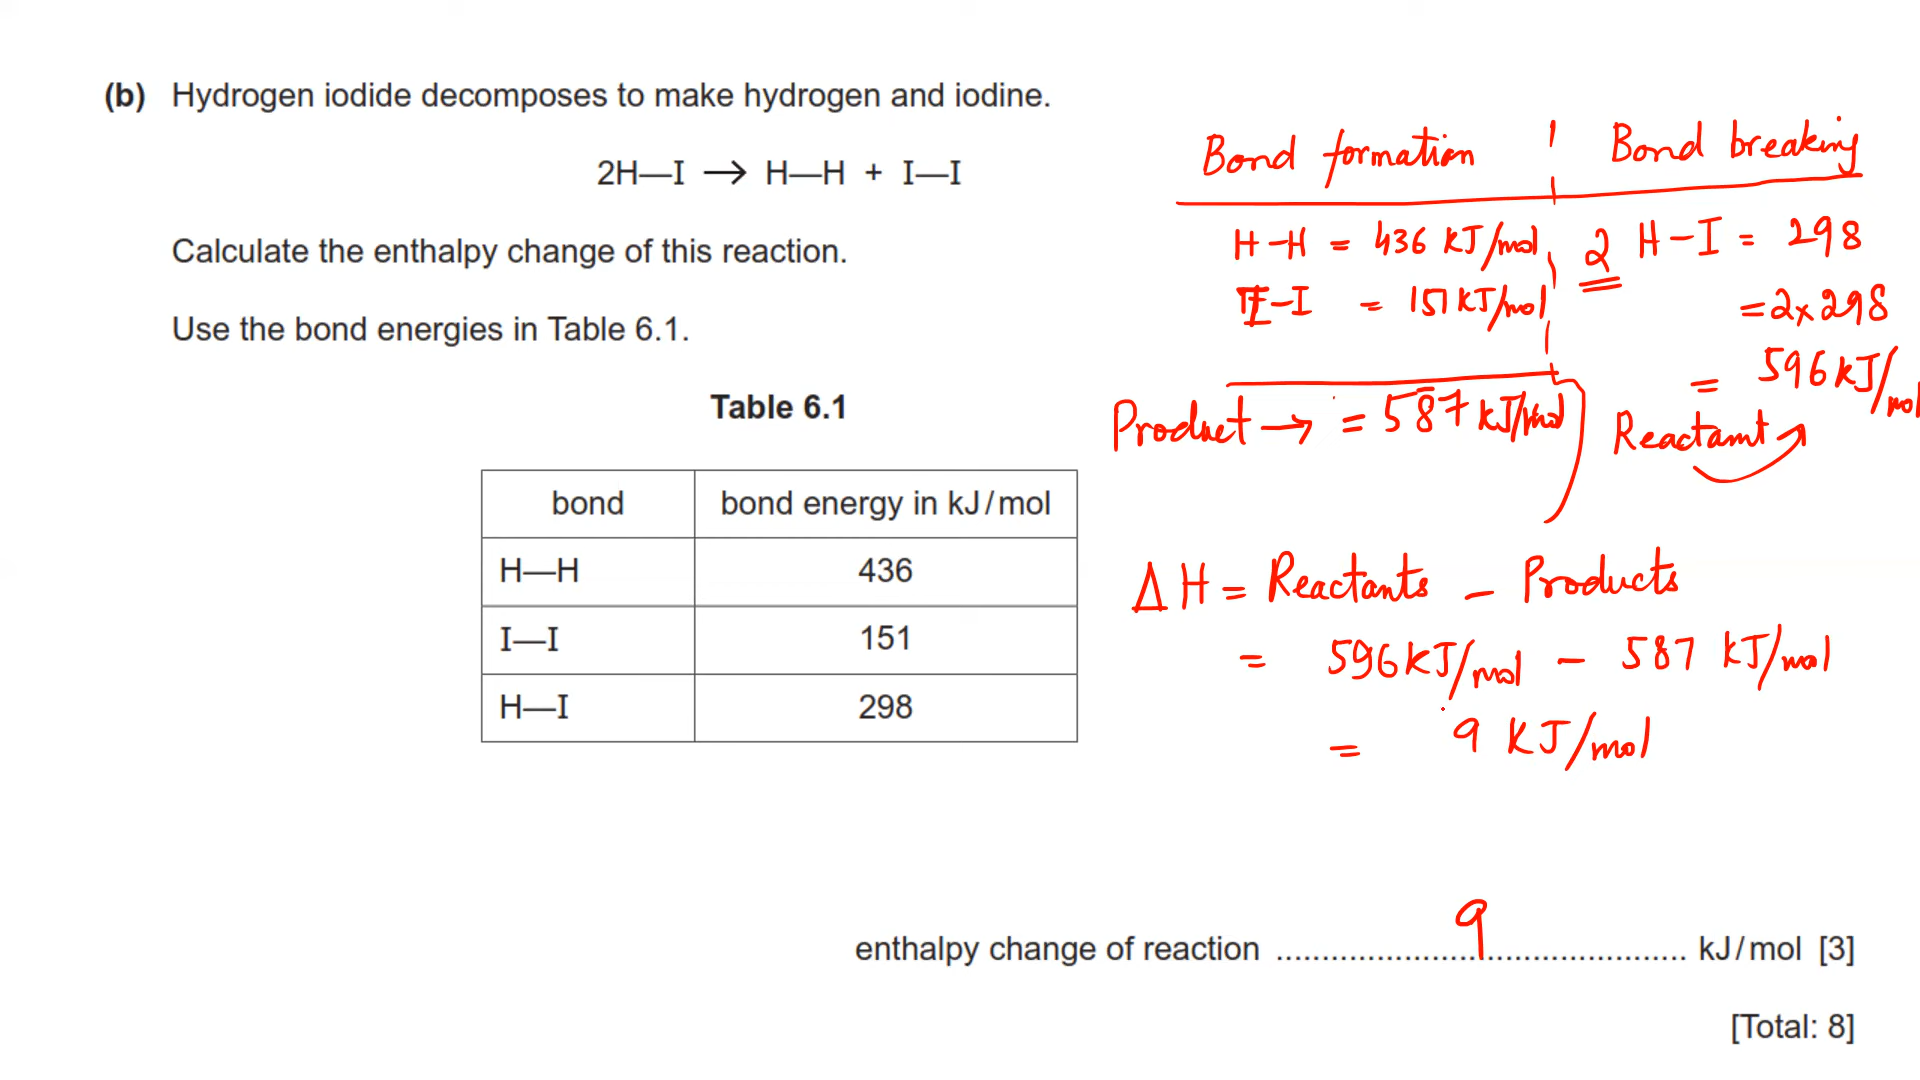 (b) Hydrogen iodide decomposes to make hydrogen and iodine.
2H—I → H—H + I—I
Calculate the enthalpy change of this reaction.
Use the bond energies in Table 6.1.
Table 6.1
bond bond energy in kJ/mol
H—H 436
I—I 151
H—I 298
Bond formation Bond breaking
H-H = 436 KJ/mol 2 H-I = 298
I-I = 151 KJ/mol = 2×298
= 596 KJ/mol
Product → = 587 KJ/mol Reactant
ΔH = Reactants - Products
= 596 KJ/mol - 587 KJ/mol
= 9 KJ/mol
enthalpy change of reaction ............ 9 ............ kJ/mol [3]
[Total: 8]